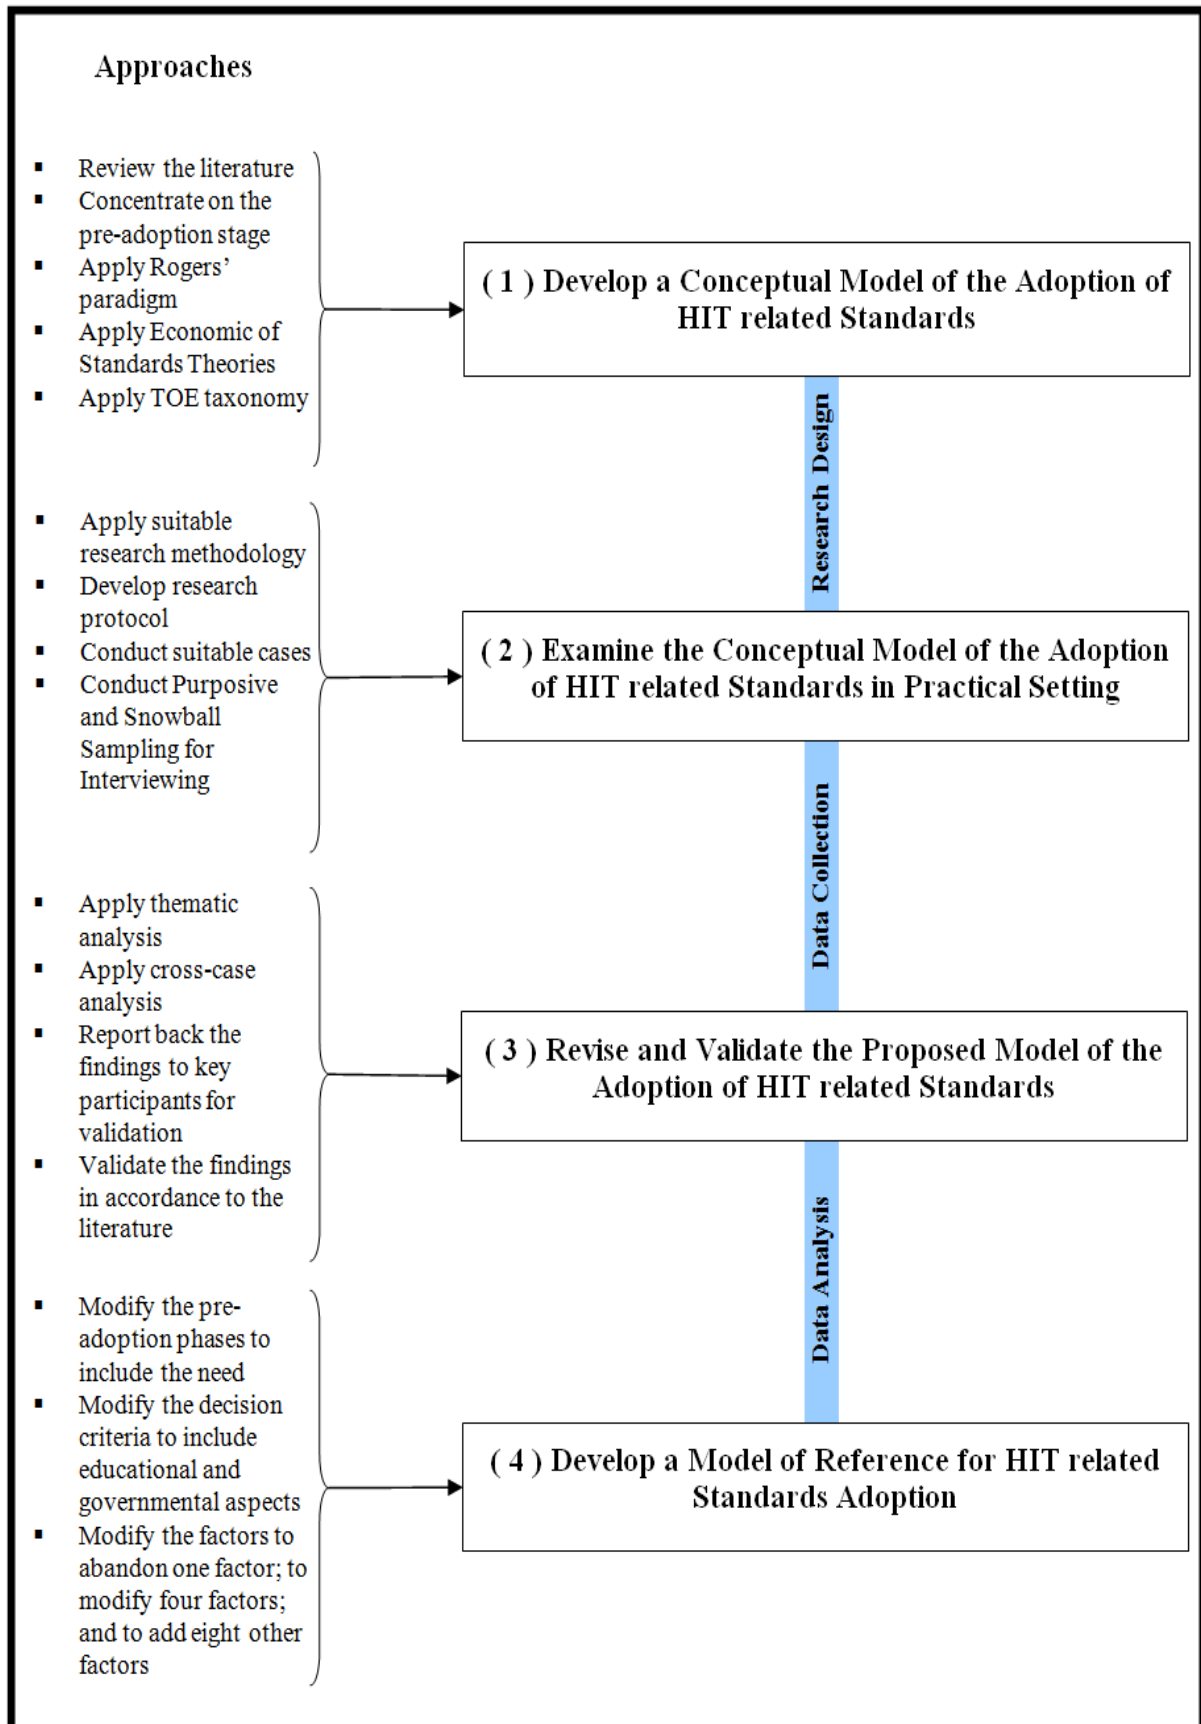 Approaches
▪ Review the literature
▪ Concentrate on the
pre-adoption stage
▪ Apply Rogers’
paradigm
▪ Apply Economic of
Standards Theories
▪ Apply TOE taxonomy
( 1 ) Develop a Conceptual Model of the Adoption of
HIT related Standards
Research Design
▪ Apply suitable
research methodology
▪ Develop research
protocol
▪ Conduct suitable cases
▪ Conduct Purposive
and Snowball
Sampling for
Interviewing
( 2 ) Examine the Conceptual Model of the Adoption
of HIT related Standards in Practical Setting
Data Collection
▪ Apply thematic
analysis
▪ Apply cross-case
analysis
▪ Report back the
findings to key
participants for
validation
▪ Validate the findings
in accordance to the
literature
( 3 ) Revise and Validate the Proposed Model of the
Adoption of HIT related Standards
Data Analysis
▪ Modify the pre-
adoption phases to
include the need
▪ Modify the decision
criteria to include
educational and
governmental aspects
▪ Modify the factors to
abandon one factor; to
modify four factors;
and to add eight other
factors
( 4 ) Develop a Model of Reference for HIT related
Standards Adoption